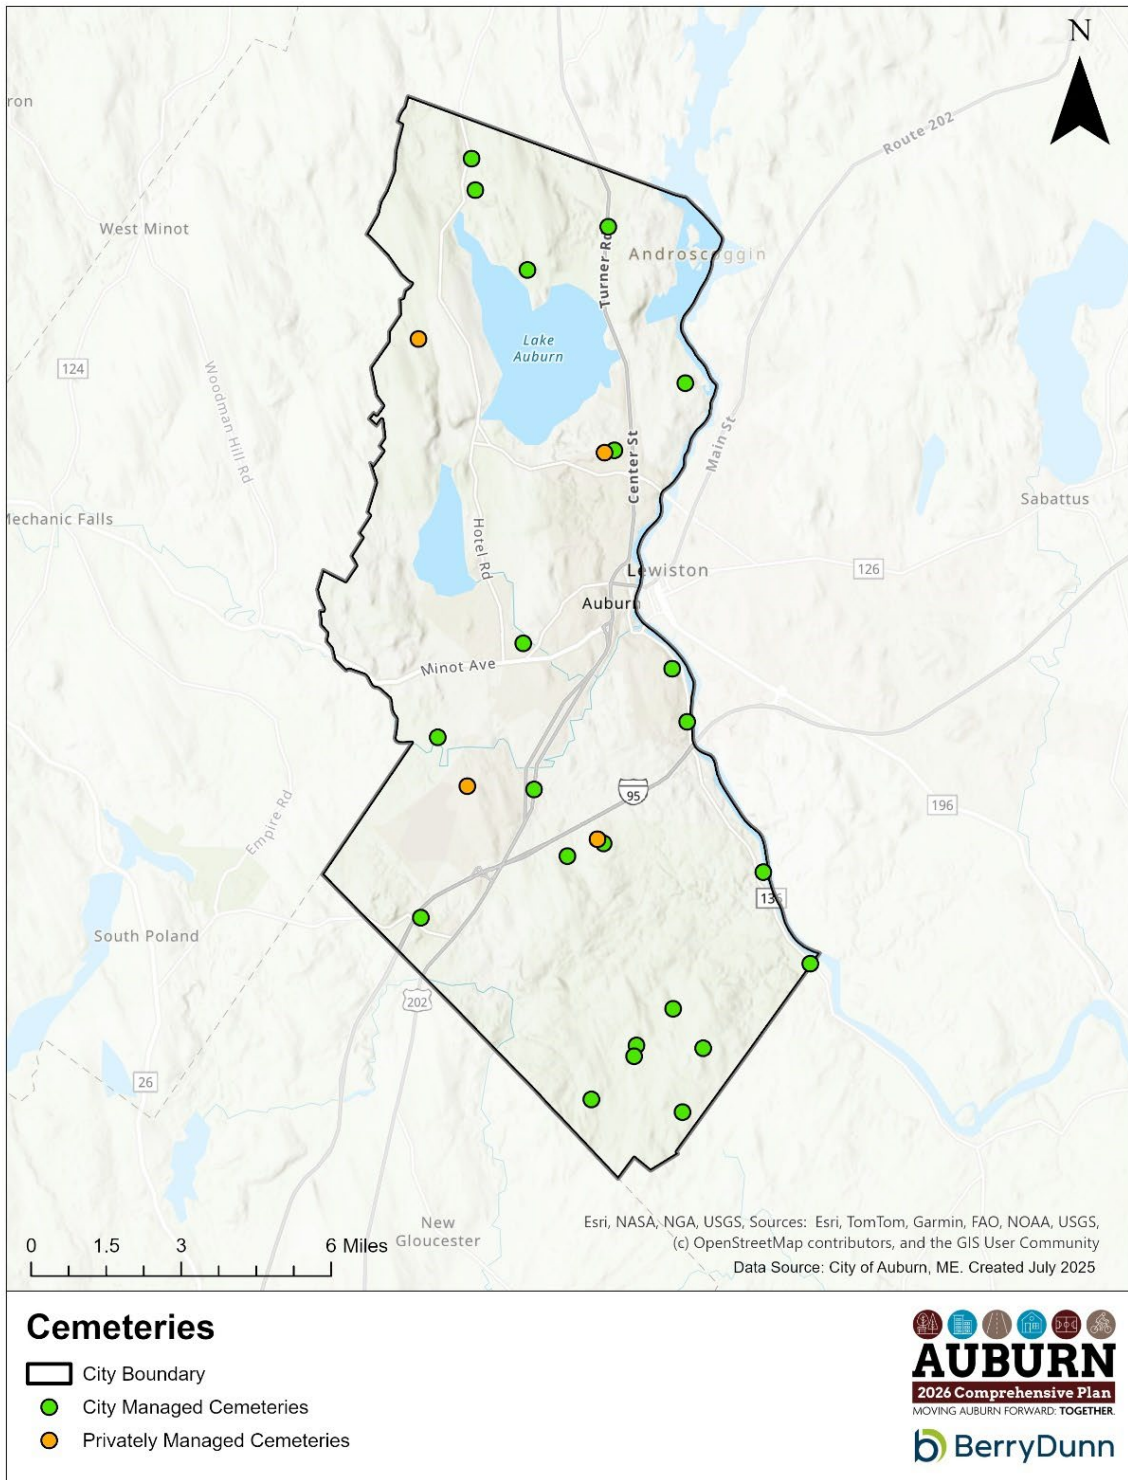 N
ron
Route 202
West Minot
Androscoggin
Turner Rd
Lake
Auburn
124
Woodman Hill Rd
Main St
Center St
Sabattus
Mechanic Falls
Hotel Rd
126
Lewiston
Auburn
Minot Ave
95
196
Empire Rd
136
South Poland
202
26
New
Gloucester
Esri, NASA, NGA, USGS, Sources: Esri, TomTom, Garmin, FAO, NOAA, USGS,
(c) OpenStreetMap contributors, and the GIS User Community
0 1.5 3 6 Miles
Data Source: City of Auburn, ME. Created July 2025
Cemeteries
City Boundary
City Managed Cemeteries
Privately Managed Cemeteries
AUBURN
2026 Comprehensive Plan
MOVING AUBURN FORWARD: TOGETHER.
BerryDunn